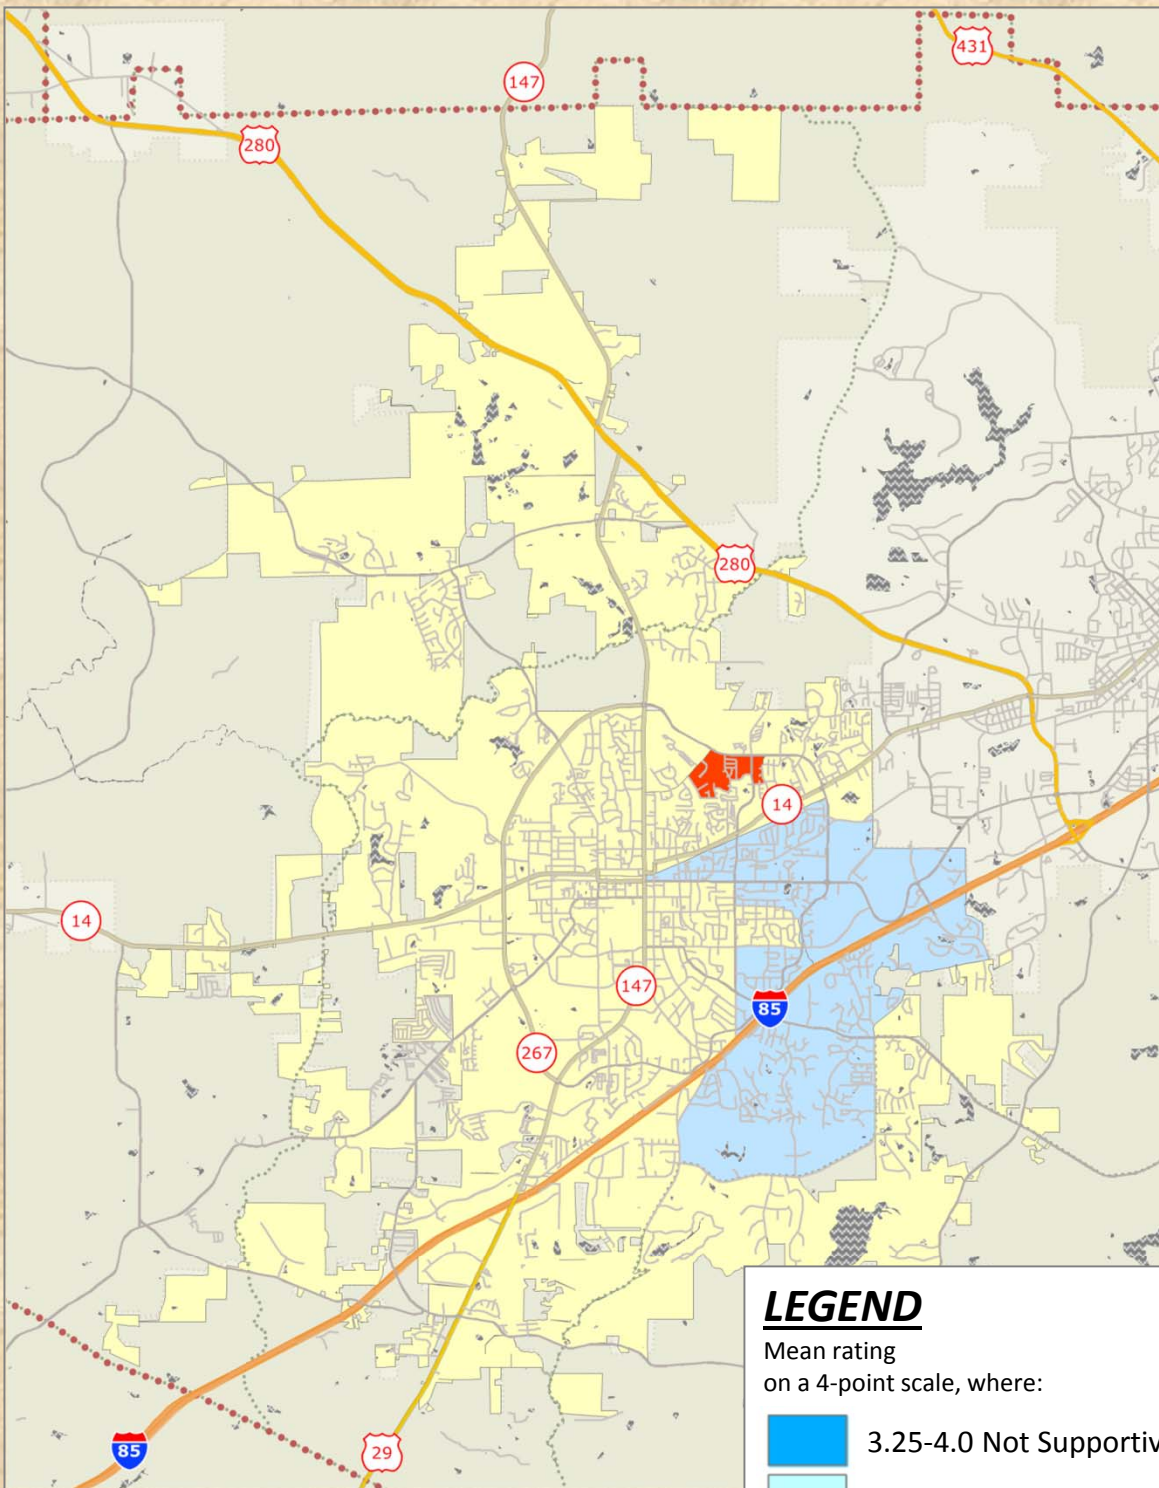 431
147
280
280
14
14
147
85
267
LEGEND
Mean rating
on a 4-point scale, where:
3.25-4.0 Not Supportiv
85
29